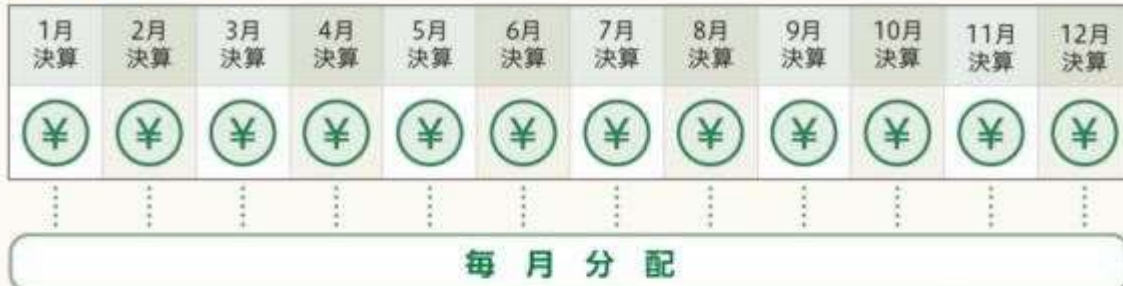 1月 2月 3月 4月 5月 6月 7月 8月 9月 10月 11月 12月
決算 決算 決算 決算 決算 決算 決算 決算 決算 決算 決算 決算
¥ ¥ ¥ ¥ ¥ ¥ ¥ ¥ ¥ ¥ ¥ ¥
毎月分配